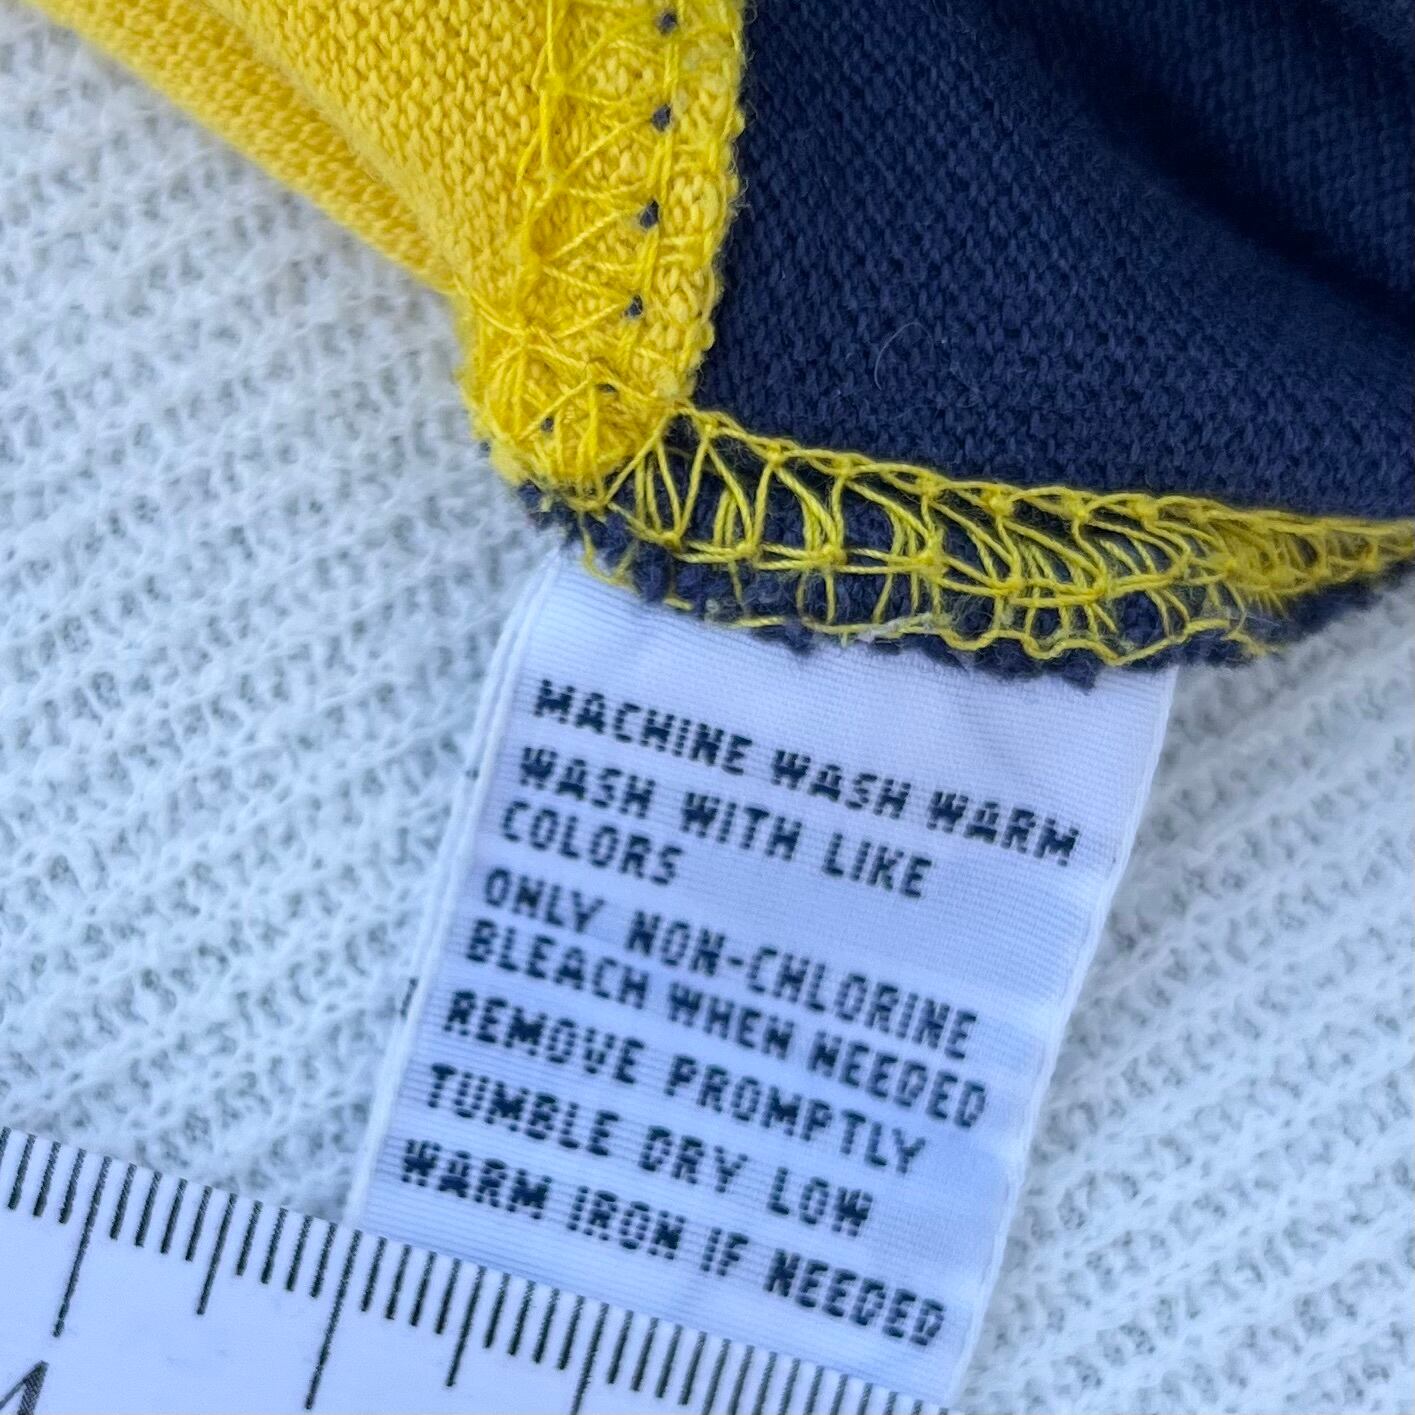 MACHINE WASH WARM
WASH WITH LIKE
COLORS
ONLY NON-CHLORINE
BLEACH WHEN NEEDED
REMOVE PROMPTLY
TUMBLE DRY LOW
WARM IRON IF NEEDED